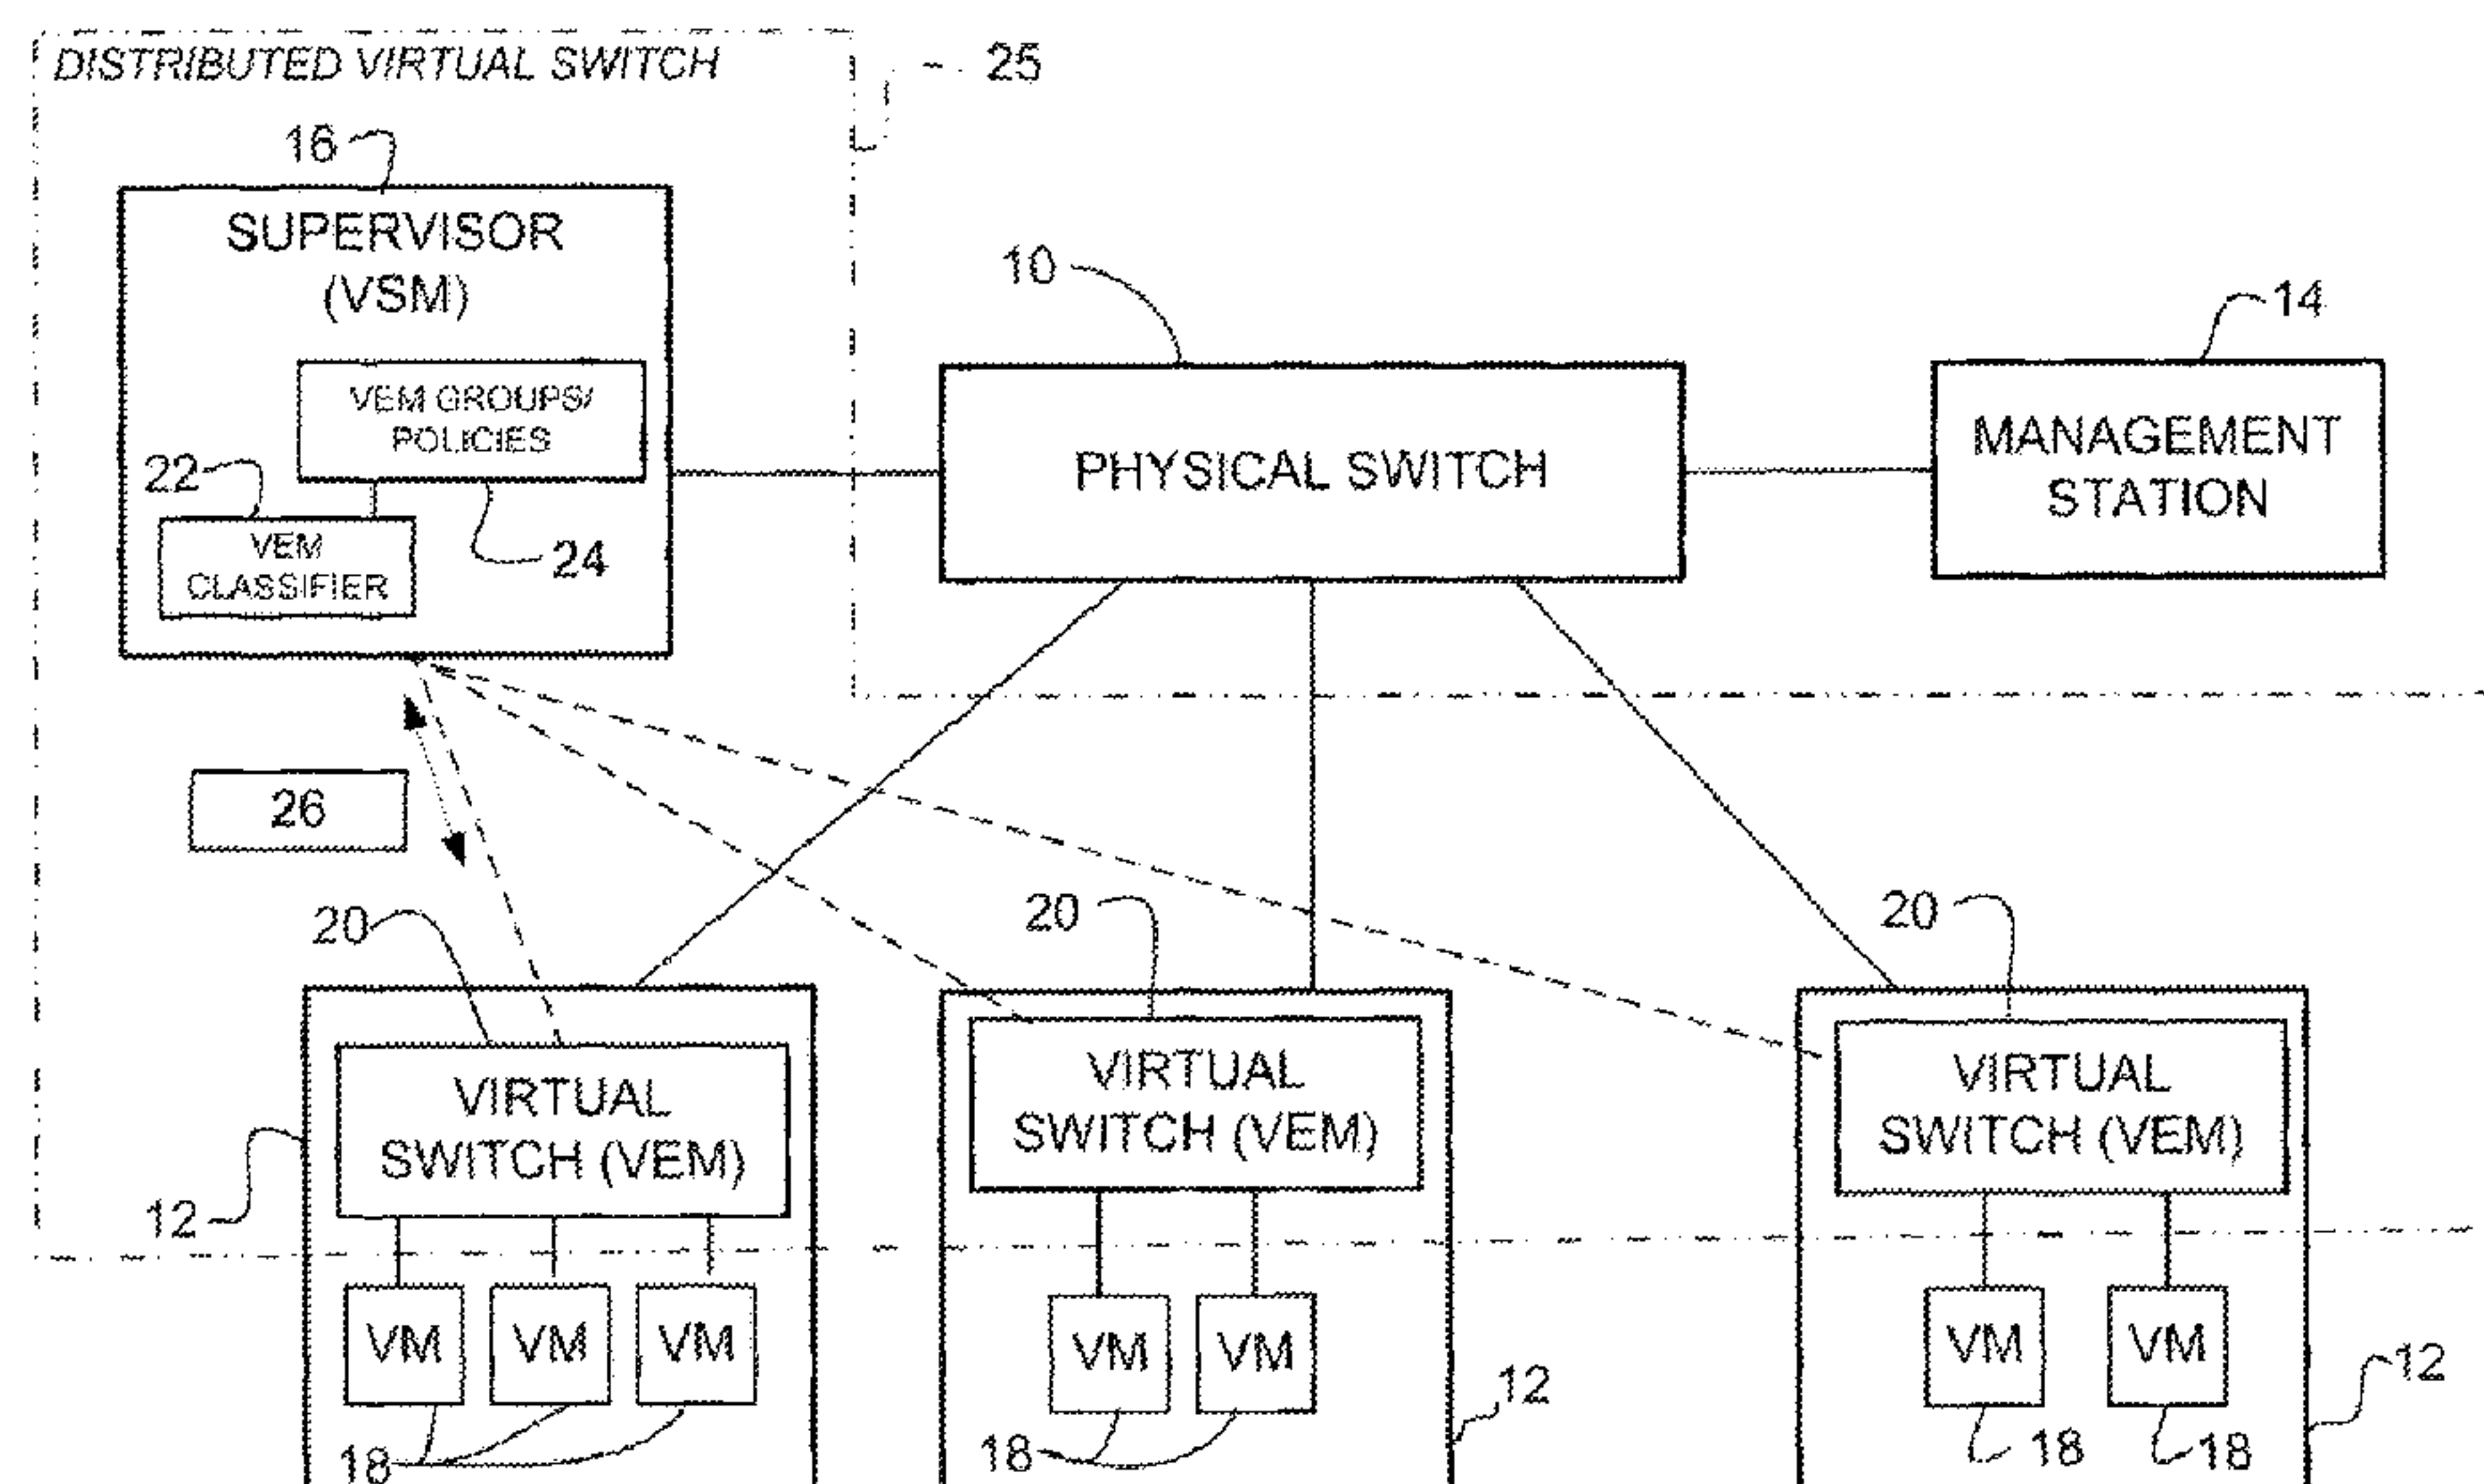 DISTRIBUTED VIRTUAL SWITCH
25
16
SUPERVISOR
(VSM)
10
14
VEM GROUPS/
POLICIES
PHYSICAL SWITCH
MANAGEMENT
STATION
22
VEM
CLASSIFIER
24
26
20
20
20
VIRTUAL
SWITCH (VEM)
VIRTUAL
SWITCH (VEM)
VIRTUAL
SWITCH (VEM)
12
VM
VM
VM
VM
VM
VM
VM
12
12
18
18
18
18